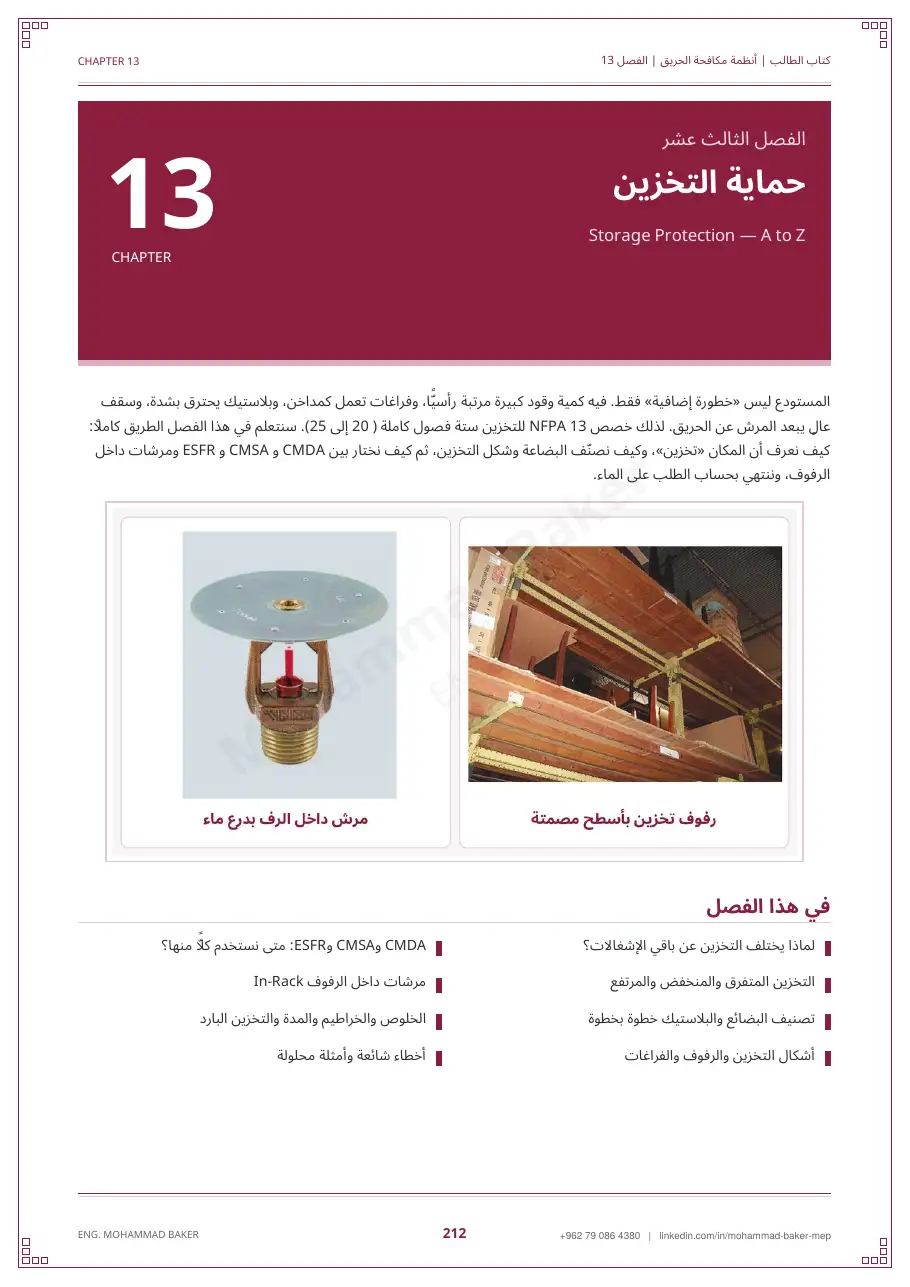 كتاب الطالب | أنظمة مكافحة الحريق | الفصل 13
CHAPTER 13
الفصل الثالث عشر
حماية التخزين
Storage Protection — A to Z
13
CHAPTER
المستودع ليس «خطورة إضافية» فقط. فيه كمية وقود كبيرة مرتبة رأسيًّا، وفراغات تعمل كمداخن، وبلاستيك يحترق بشدة، وسقف
عالٍ يبعد المرش عن الحريق. لذلك خصص NFPA 13 للتخزين ستة فصول كاملة ( 20 إلى 25). سنتعلم في هذا الفصل الطريق كاملًا:
كيف نعرف أن المكان «تخزين»، وكيف نصنّف البضاعة وشكل التخزين، ثم كيف نختار بين CMDA و CMSA و ESFR ومرشات داخل
الرفوف، وننتهي بحساب الطلب على الماء.
رفوف تخزين بأسطح مصمتة
مرش داخل الرف بدرع ماء
Mohammad Baker
في هذا الفصل
لماذا يختلف التخزين عن باقي الإشغالات؟
التخزين المتفرق والمنخفض والمرتفع
تصنيف البضائع والبلاستيك خطوة بخطوة
أشكال التخزين والرفوف والفراغات
CMDA وCMSA وESFR: متى نستخدم كلًّا منها؟
مرشات داخل الرفوف In-Rack
الخلوص والخراطيم والمدة والتخزين البارد
أخطاء شائعة وأمثلة محلولة
ENG. MOHAMMAD BAKER
212
+962 79 086 4380 | linkedin.com/in/mohammad-baker-mep